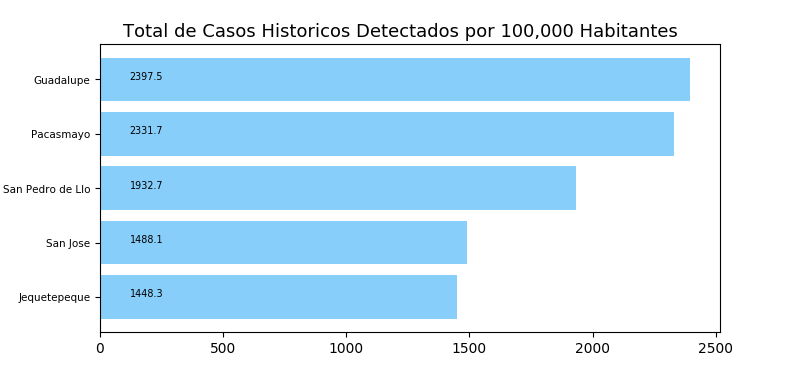 Total de Casos Historicos Detectados por 100,000 Habitantes
Guadalupe 2397.5
Pacasmayo 2331.7
San Pedro de Llo 1932.7
San Jose 1488.1
Jequetepeque 1448.3
0 500 1000 1500 2000 2500